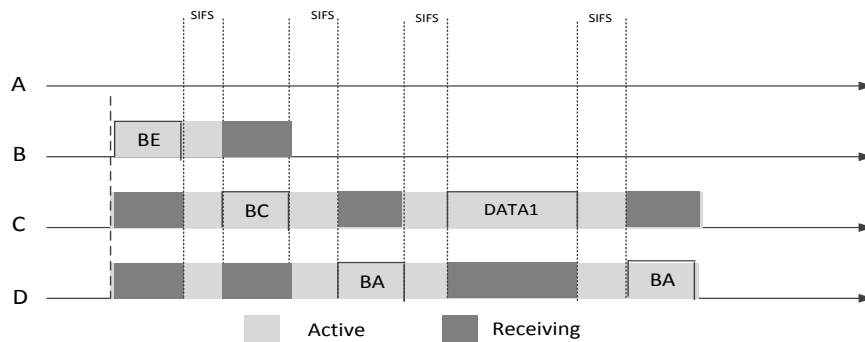 SIFS SIFS SIFS SIFS
A
B BE
C BC DATA1
D BA BA
Active Receiving